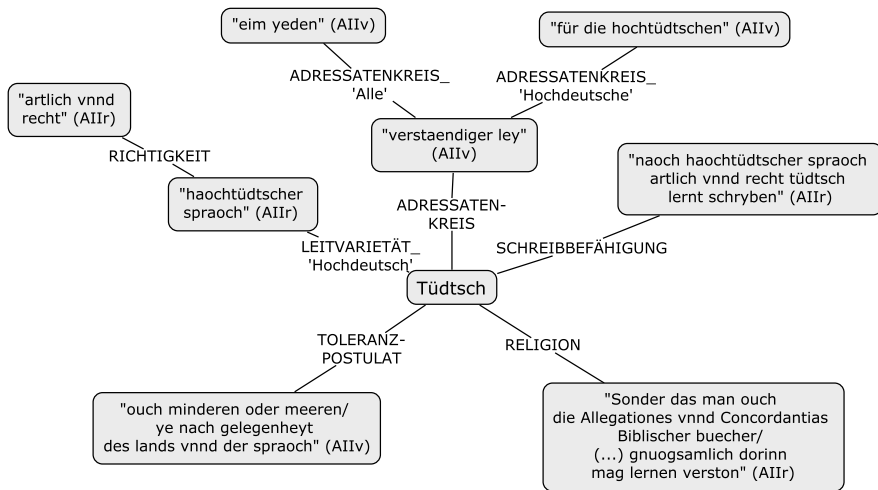 "eim yeden" (AIIv)
"für die hochtüdtschen" (AIIv)
ADRESSATENKREIS_
'Alle'
ADRESSATENKREIS_
'Hochdeutsche'
"artlich vnnd
recht" (AIIr)
RICHTIGKEIT
"verstaendiger ley"
(AIIv)
"naoch haochtüdtscher spraoch
artlich vnnd recht tüdtsch
lernt schryben" (AIIr)
"haochtüdtscher
spraoch" (AIIr)
ADRESSATEN-
KREIS
LEITVARIETÄT_
'Hochdeutsch'
SCHREIBBEFÄHIGUNG
Tüdtsch
TOLERANZ-
POSTULAT
RELIGION
"ouch minderen oder meeren/
ye nach gelegenheyt
des lands vnnd der spraoch" (AIIv)
"Sonder das man ouch
die Allegationes vnnd Concordantias
Biblischer buecher/
(...) gnuogsamlich dorinn
mag lernen verston" (AIIr)